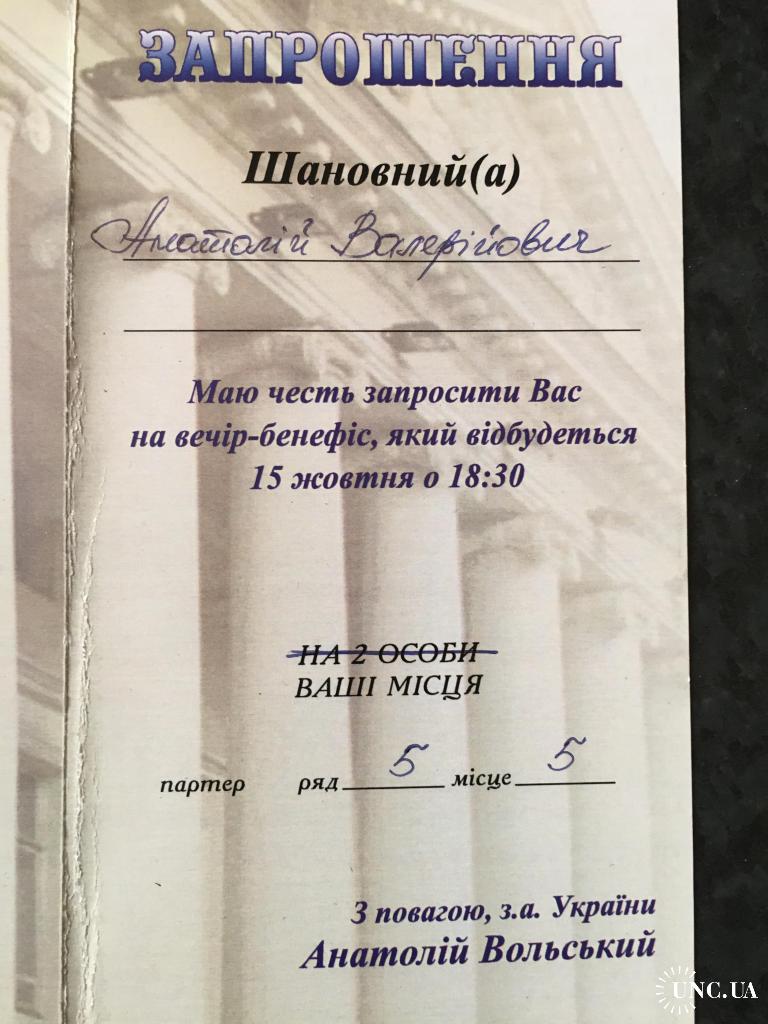 ЗАПРОШЕННЯ
Шановний(а)
Анатолій Валерійович
Маю честь запросити Вас
на вечір-бенефіс, який відбудеться
15 жовтня о 18:30
НА 2 ОСОБИ
ВАШІ МІСЦЯ
партер ряд 5 місце 5
З повагою, з.а. України
Анатолій Вольський
UNC.UA